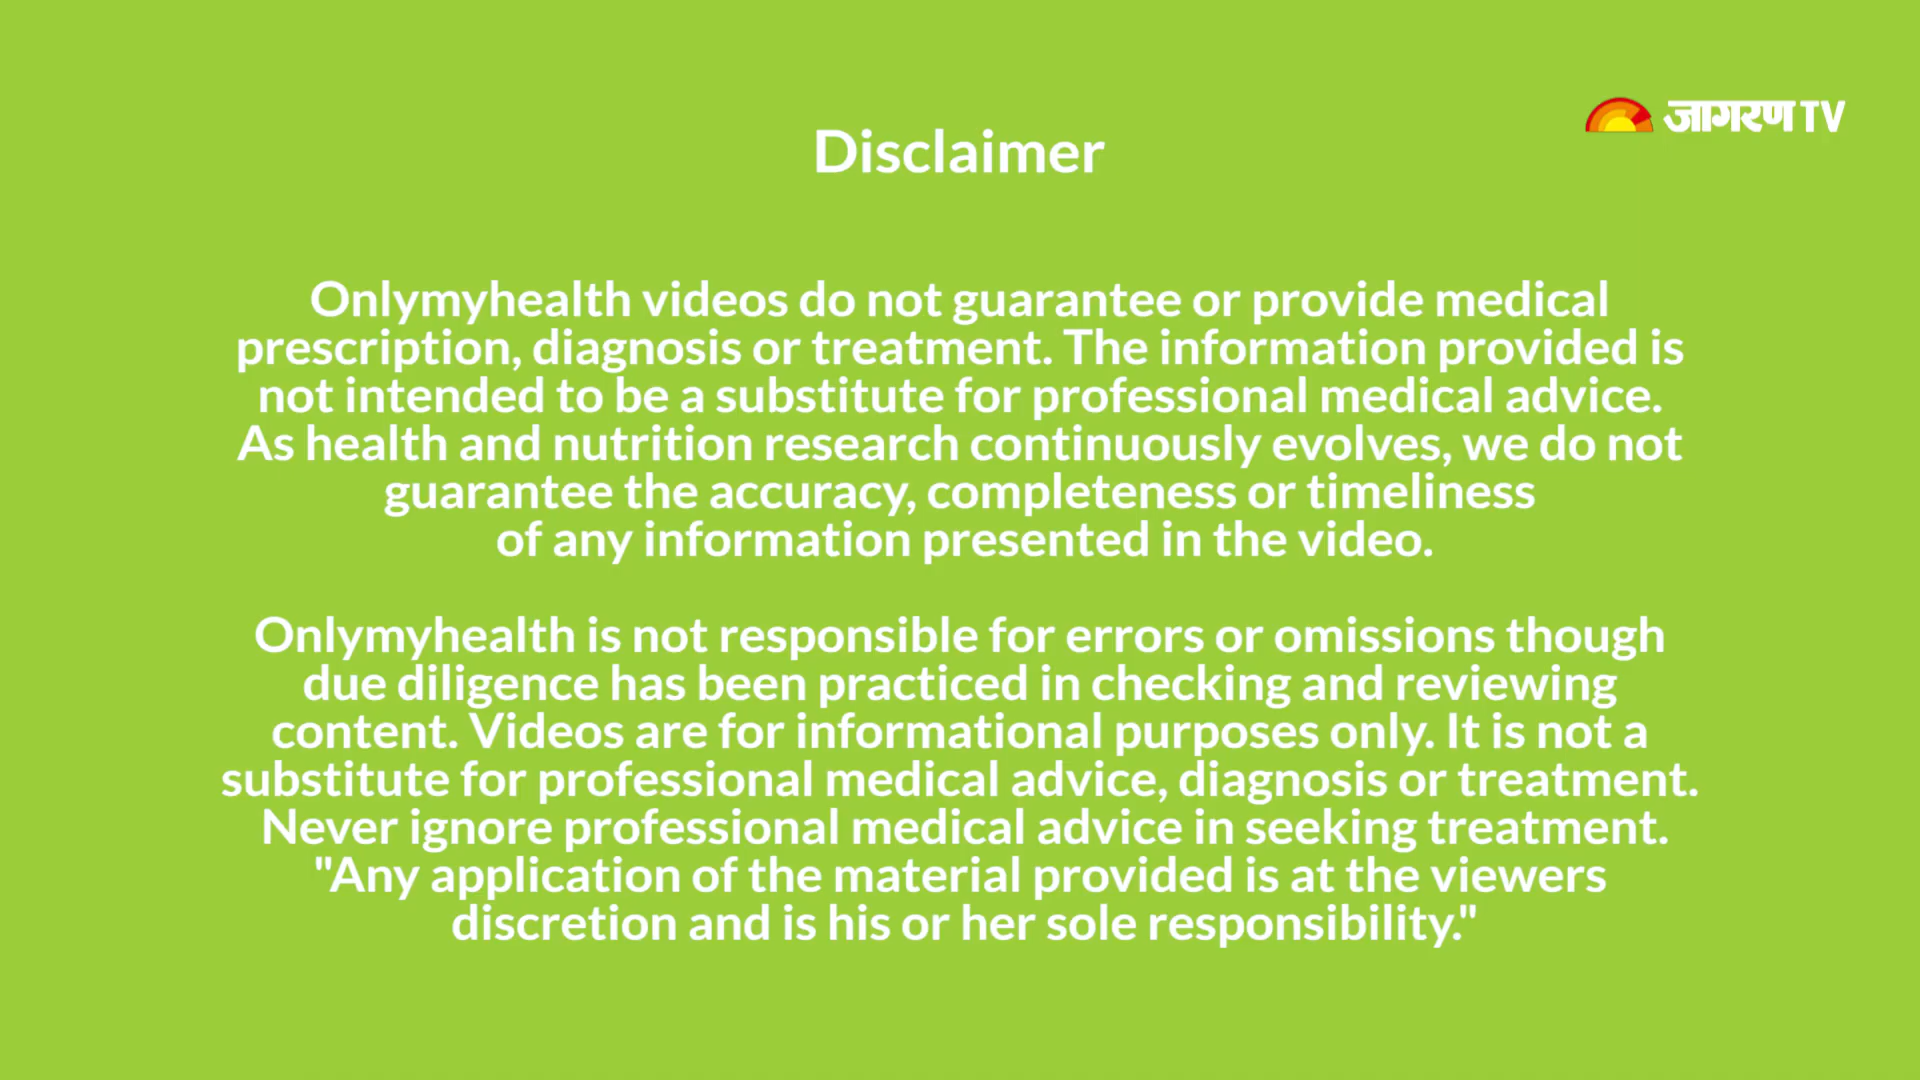 जागरण TV
Disclaimer
Onlymyhealth videos do not guarantee or provide medical
prescription, diagnosis or treatment. The information provided is
not intended to be a substitute for professional medical advice.
As health and nutrition research continuously evolves, we do not
guarantee the accuracy, completeness or timeliness
of any information presented in the video.
Onlymyhealth is not responsible for errors or omissions though
due diligence has been practiced in checking and reviewing
content. Videos are for informational purposes only. It is not a
substitute for professional medical advice, diagnosis or treatment.
Never ignore professional medical advice in seeking treatment.
"Any application of the material provided is at the viewers
discretion and is his or her sole responsibility."